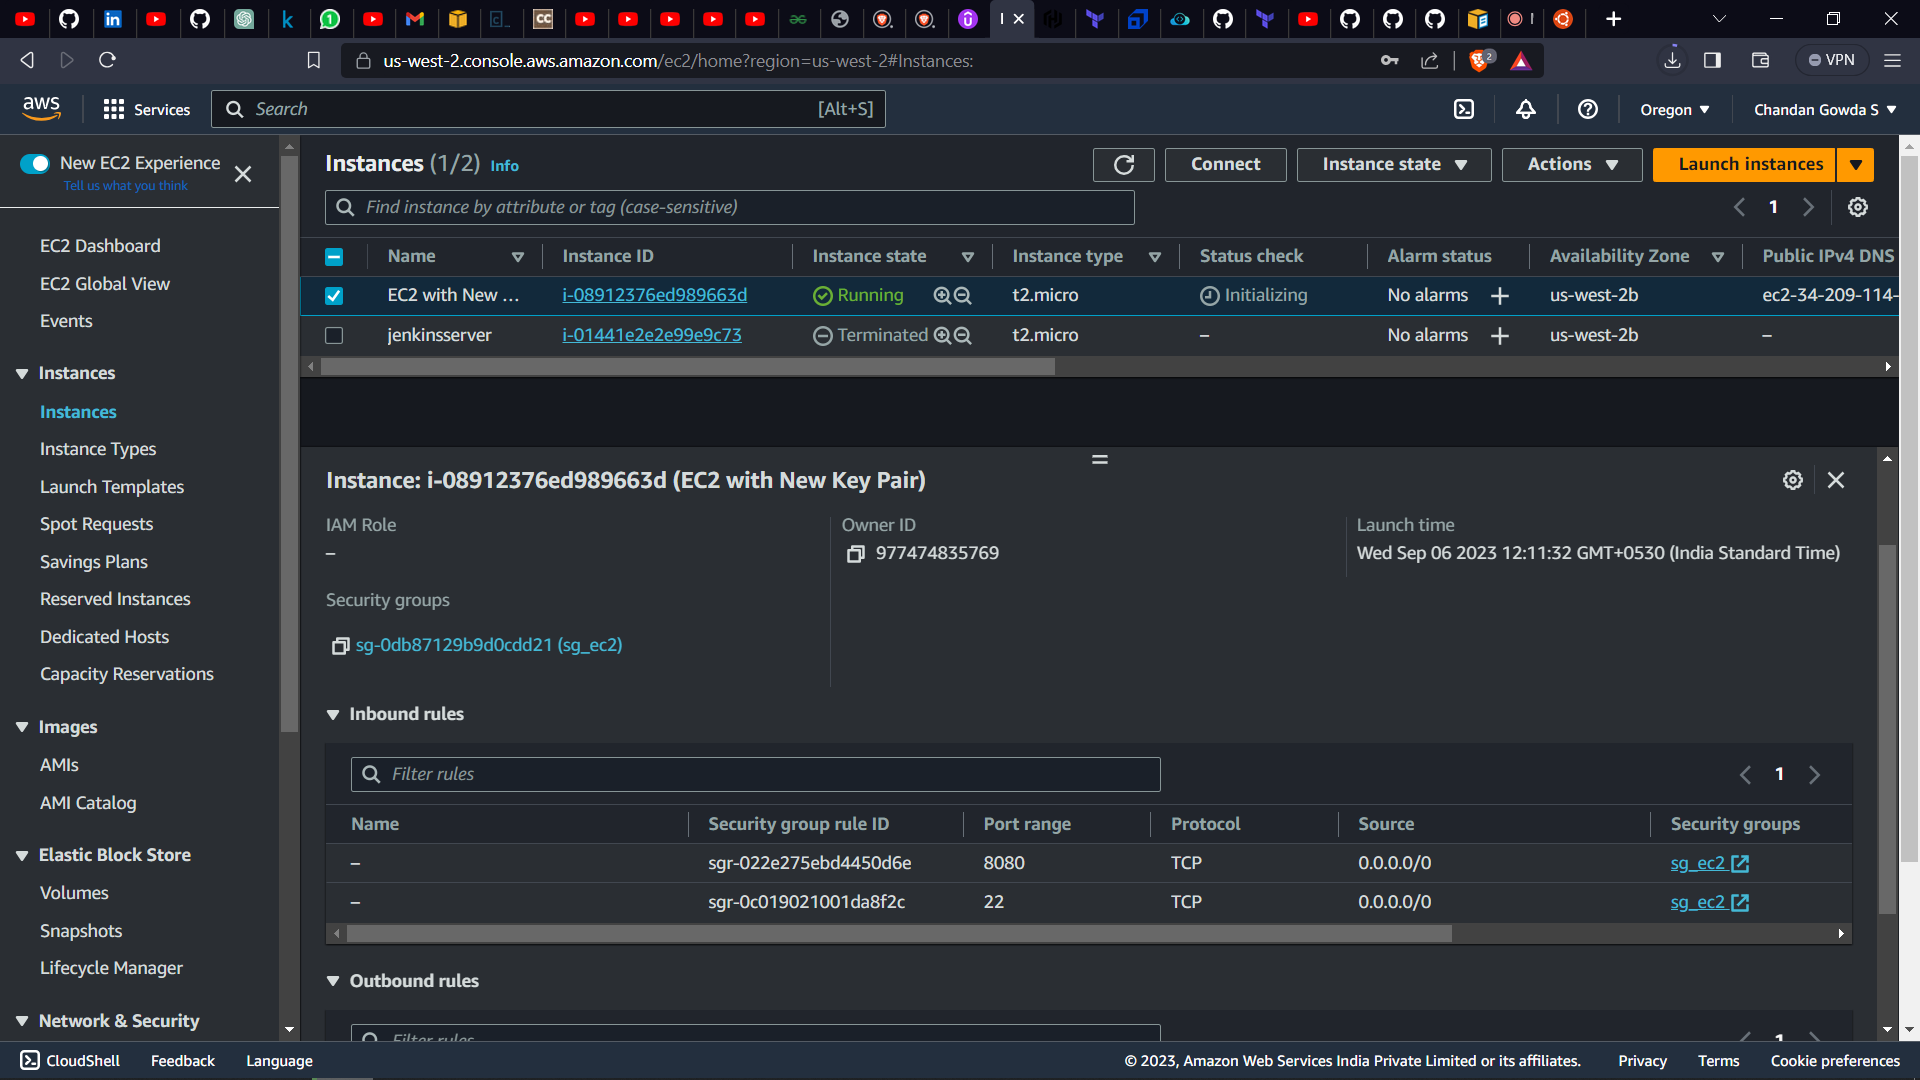 us-west-2.console.aws.amazon.com/ec2/home?region=us-west-2#Instances:
2
VPN
aws
Services
Search
[Alt+S]
Oregon
Chandan Gowda S
New EC2 Experience
Tell us what you think
EC2 Dashboard
EC2 Global View
Events
Instances
Instances
Instance Types
Launch Templates
Spot Requests
Savings Plans
Reserved Instances
Dedicated Hosts
Capacity Reservations
Images
AMIs
AMI Catalog
Elastic Block Store
Volumes
Snapshots
Lifecycle Manager
Network & Security
Instances (1/2) Info
Connect
Instance state
Actions
Launch instances
Find instance by attribute or tag (case-sensitive)
1
Name Instance ID Instance state Instance type Status check Alarm status Availability Zone Public IPv4 DNS
EC2 with New ... i-08912376ed989663d Running t2.micro Initializing No alarms + us-west-2b ec2-34-209-114-
jenkinsserver i-01441e2e2e99e9c73 Terminated t2.micro – No alarms + us-west-2b –
Instance: i-08912376ed989663d (EC2 with New Key Pair)
IAM Role
–
Owner ID
977474835769
Launch time
Wed Sep 06 2023 12:11:32 GMT+0530 (India Standard Time)
Security groups
sg-0db87129b9d0cdd21 (sg_ec2)
Inbound rules
Filter rules
1
Name Security group rule ID Port range Protocol Source Security groups
– sgr-022e275ebd4450d6e 8080 TCP 0.0.0.0/0 sg_ec2
– sgr-0c019021001da8f2c 22 TCP 0.0.0.0/0 sg_ec2
Outbound rules
Filter rules
1
CloudShell
Feedback
Language
© 2023, Amazon Web Services India Private Limited or its affiliates.
Privacy
Terms
Cookie preferences